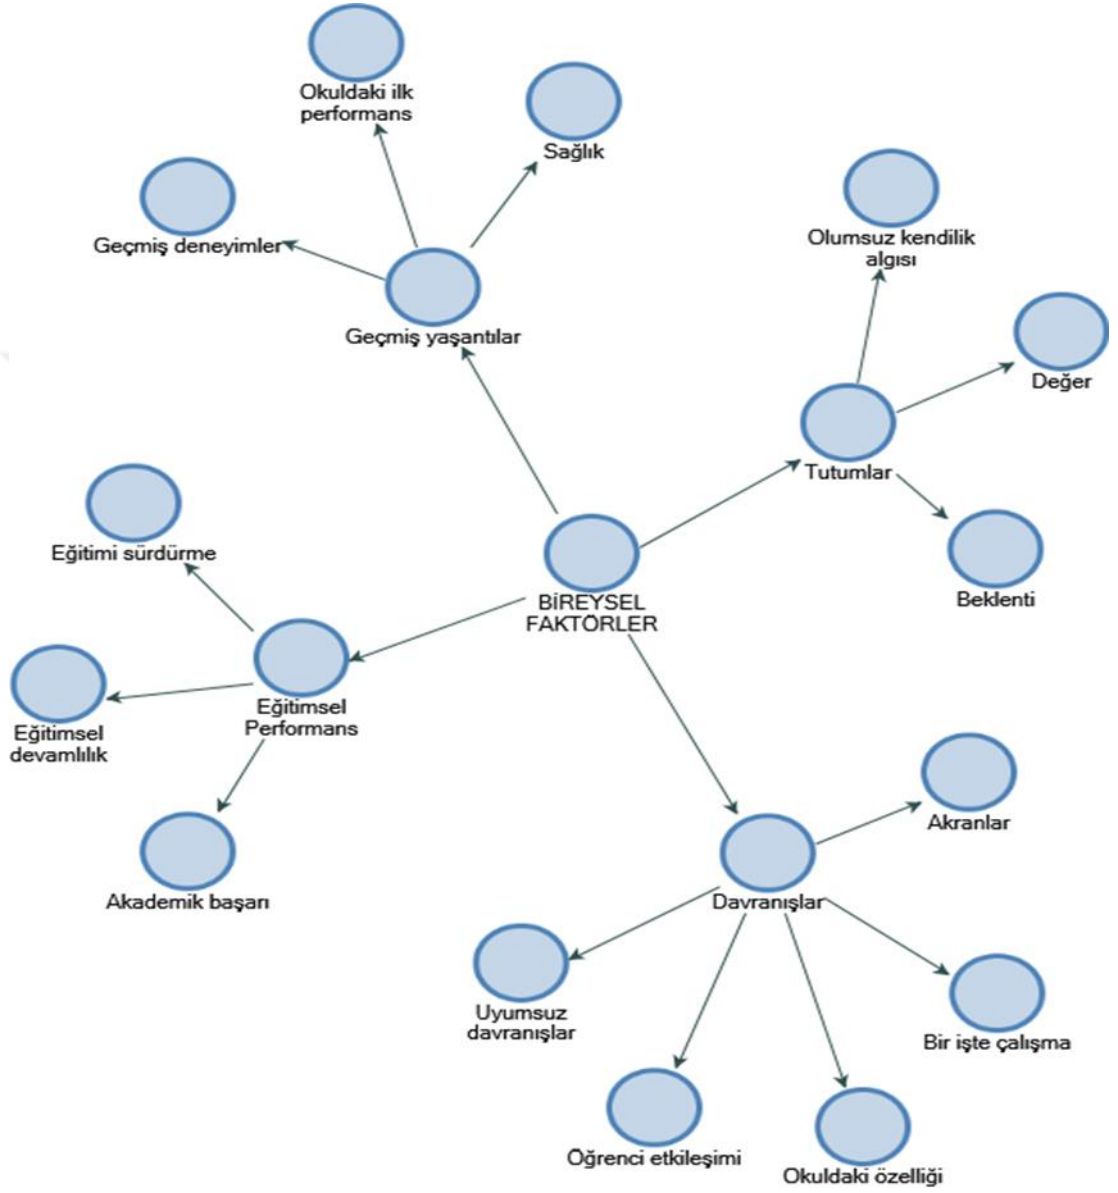 Okuldaki ilk
performans
Sağlık
Geçmiş deneyimler
Geçmiş yaşantılar
Olumsuz kendilik
algısı
Değer
Tutumlar
Beklenti
BİREYSEL
FAKTÖRLER
Eğitimi sürdürme
Eğitimsel
Performans
Eğitimsel
devamlılık
Akademik başarı
Davranışlar
Akranlar
Uyumsuz
davranışlar
Bir işte çalışma
Öğrenci etkileşimi
Okuldaki özelliği